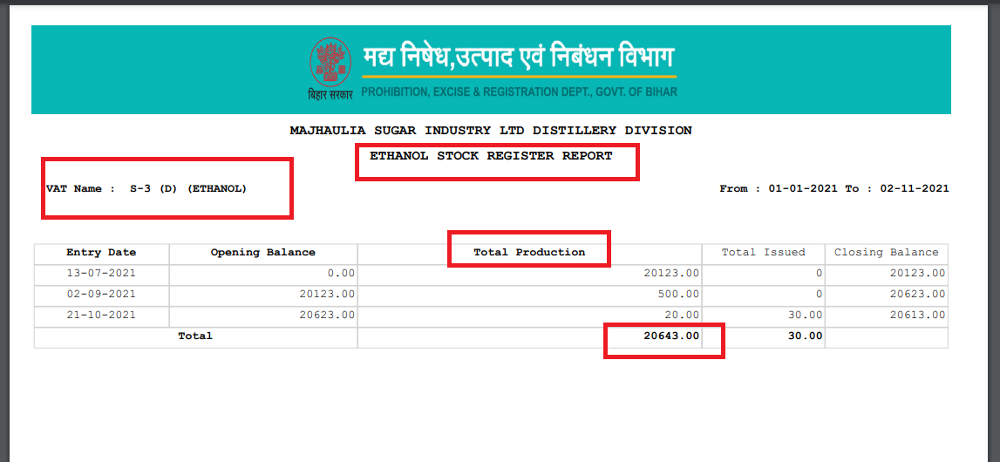 मद्य निषेध,उत्पाद एवं निबंधन विभाग
बिहार सरकार PROHIBITION, EXCISE & REGISTRATION DEPT., GOVT. OF BIHAR
MAJHAULIA SUGAR INDUSTRY LTD DISTILLERY DIVISION
ETHANOL STOCK REGISTER REPORT
VAT Name : S-3 (D) (ETHANOL) From : 01-01-2021 To : 02-11-2021
Entry Date Opening Balance Total Production Total Issued Closing Balance
13-07-2021 0.00 20123.00 0 20123.00
02-09-2021 20123.00 500.00 0 20623.00
21-10-2021 20623.00 20.00 30.00 20613.00
Total 20643.00 30.00